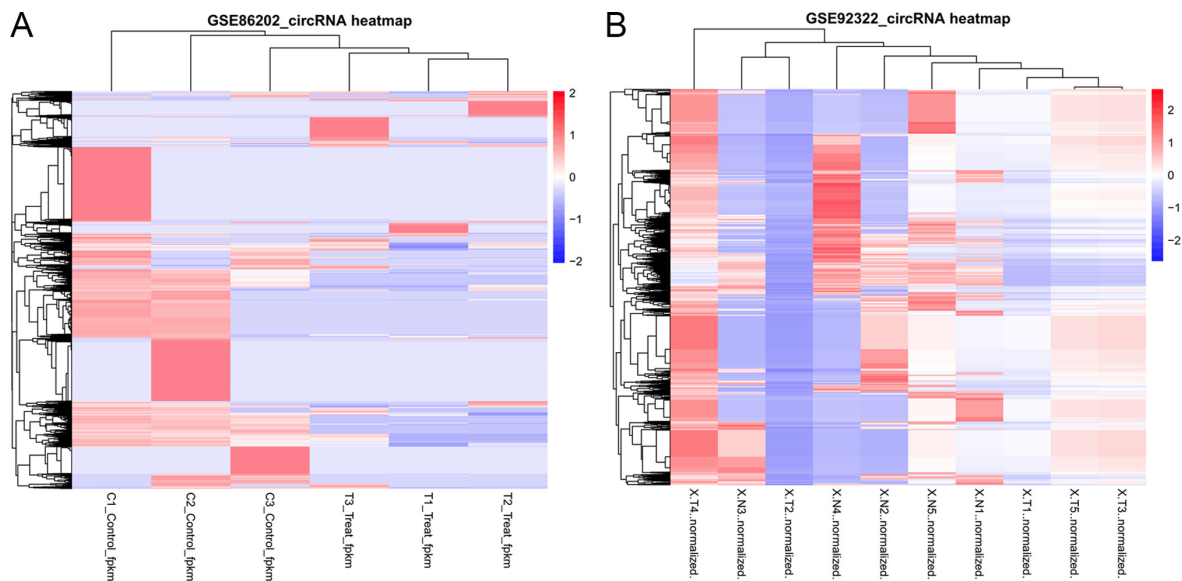 A
GSE86202_circRNA heatmap
2
1
0
−1
−2
C1_Control_fpkm
C2_Control_fpkm
C3_Control_fpkm
T3_Treat_fpkm
T1_Treat_fpkm
T2_Treat_fpkm
B
GSE92322_circRNA heatmap
2
1
0
−1
−2
X.T4..normalized.
X.N3..normalized.
X.T2..normalized.
X.N4..normalized.
X.N2..normalized.
X.N5..normalized.
X.N1..normalized.
X.T1..normalized.
X.T5..normalized.
X.T3..normalized.